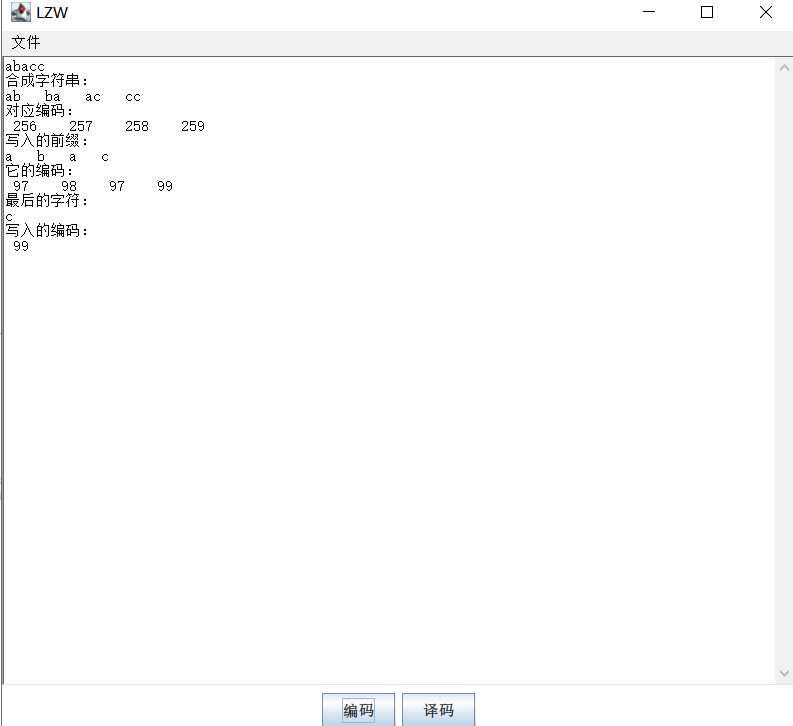 LZW
文件
abacc
合成字符串:
ab ba ac cc
对应编码:
256 257 258 259
写入的前缀:
a b a c
它的编码:
97 98 97 99
最后的字符:
c
写入的编码:
99
编码 译码